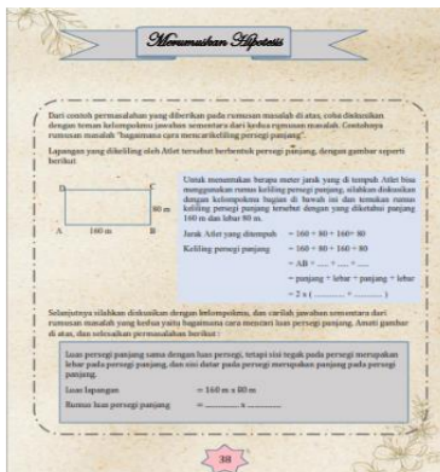 Merumuskan Hipotesis
Dari contoh permasalahan yang diberikan pada rumusan masalah di atas, coba diskusikan
dengan teman kelompokmu jawaban sementara dari kedua rumusan masalah. Contohnya
rumusan masalah "bagaimana cara mencarikeliling persegi panjang".
Lapangan yang dikeliling oleh Atlet tersebut berbentuk persegi panjang, dengan gambar seperti
berikut
D C
80 m
A 160 m B
Untuk menentukan berapa meter jarak yang di tempuh Atlet bisa
menggunakan rumus keliling persegi panjang, silahkan diskusikan
dengan kelompokmu bagian di bawah ini dan temukan rumus
keliling persegi panjang tersebut dengan yang diketahui panjang
160 m dan lebar 80 m.
Jarak Atlet yang ditempuh = 160 + 80 + 160+ 80
Keliling persegi panjang = 160 + 80 + 160 + 80
= AB + .... + .... + ....
= panjang + lebar + panjang + lebar
= 2 x ( ............ + ............ )
Selanjutnya silahkan diskusikan dengan kelompokmu, dan carilah jawaban sementara dari
rumusan masalah yang kedua yaitu bagaimana cara mencari luas persegi panjang. Amati gambar
di atas, dan selesaikan permasalahan berikut :
Luas persegi panjang sama dengan luas persegi, tetapi sisi tegak pada persegi merupakan
lebar pada persegi panjang, dan sisi datar pada persegi merupakan panjang pada persegi
panjang.
Luas lapangan = 160 m x 80 m
Rumus luas persegi panjang = ............ x ............
38